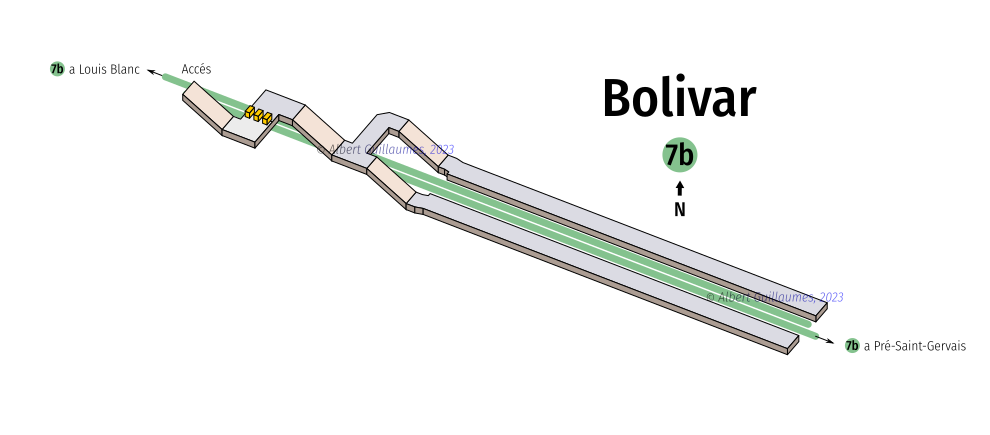 7b a Louis Blanc
Accés
Bolivar
7b
N
© Albert Guillaumes, 2023
© Albert Guillaumes, 2023
7b a Pré-Saint-Gervais